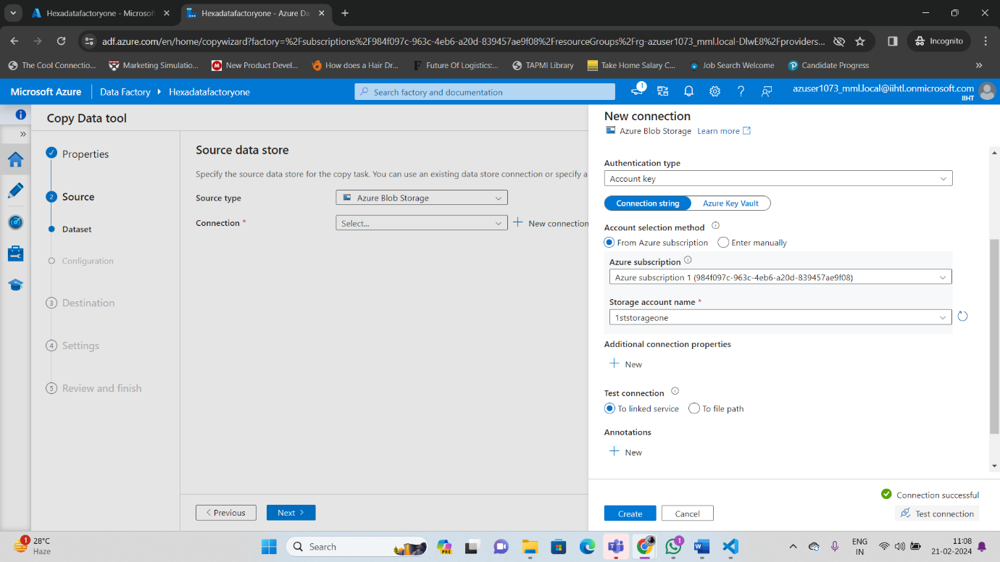 Hexadatafactoryone - Microsof
Hexadatafactoryone - Azure Da
adf.azure.com/en/home/copywizard?factory=%2Fsubscriptions%2F984f097c-963c-4eb6-a20d-839457ae9f08%2FresourceGroups%2Frg-azuser1073_mml.local-DlwE8%2Fproviders...
Incognito
The Cool Connectio...
Marketing Simulatio...
New Product Devel...
How does a Hair Dr...
Future Of Logistics:...
TAPMI Library
Take Home Salary C...
Job Search Welcome
Candidate Progress
Microsoft Azure
Data Factory
Hexadatafactoryone
Search factory and documentation
1
azuser1073_mml.local@iihtl.onmicrosoft.com
IIHT
Copy Data tool
Properties
2 Source
Dataset
Configuration
3 Destination
4 Settings
5 Review and finish
Source data store
Specify the source data store for the copy task. You can use an existing data store connection or specify a
Source type
Azure Blob Storage
Connection *
Select...
New connection
Previous
Next
New connection
Azure Blob Storage Learn more
Authentication type
Account key
Connection string
Azure Key Vault
Account selection method
From Azure subscription
Enter manually
Azure subscription
Azure subscription 1 (984f097c-963c-4eb6-a20d-839457ae9f08)
Storage account name *
1ststorageone
Additional connection properties
New
Test connection
To linked service
To file path
Annotations
New
Connection successful
Create
Cancel
Test connection
1
28°C
Haze
Search
PRE
1
ENG
IN
11:08
21-02-2024